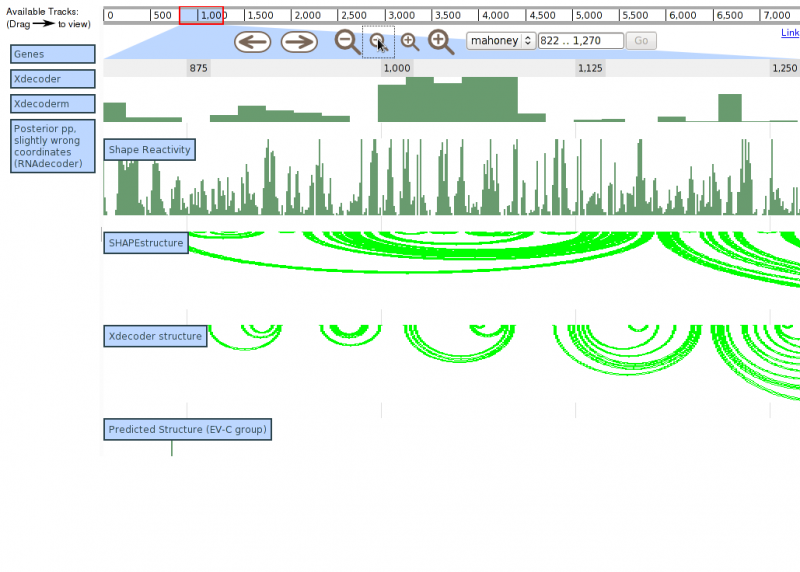 Available Tracks:
(Drag to view)
0 500 1,000 1,500 2,000 2,500 3,000 3,500 4,000 4,500 5,000 5,500 6,000 6,500 7,000
Link
mahoney 822 .. 1,270 Go
Genes
Xdecoder
Xdecoderm
Posterior pp,
slightly wrong
coordinates
(RNAdecoder)
875 1,000 1,125 1,250
Shape Reactivity
SHAPEstructure
Xdecoder structure
Predicted Structure (EV-C group)